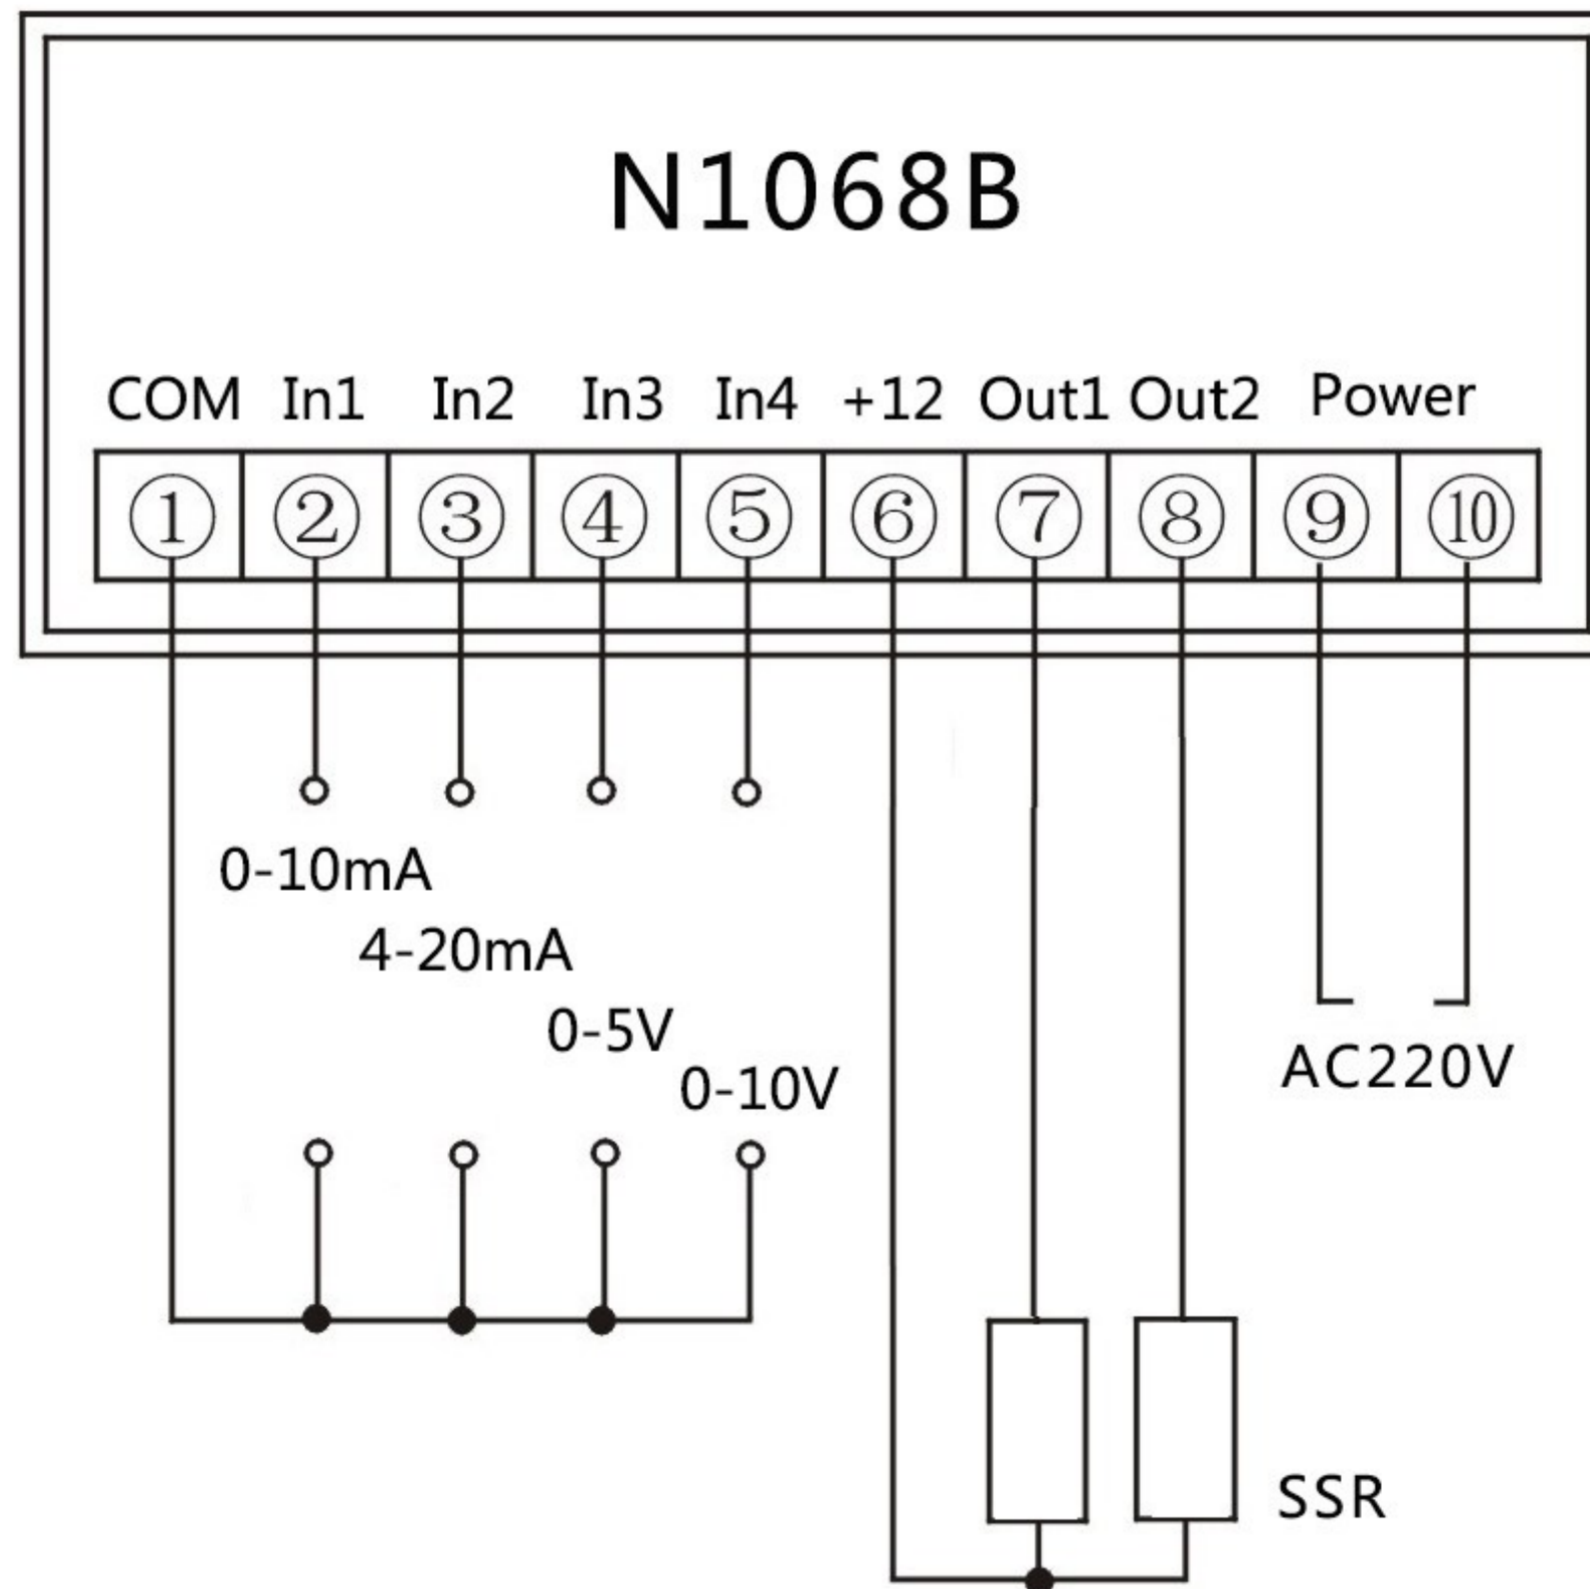 N1068B
COM In1 In2 In3 In4 +12 Out1 Out2 Power
① ② ③ ④ ⑤ ⑥ ⑦ ⑧ ⑨ ⑩
0-10mA
4-20mA
0-5V
0-10V
AC220V
SSR